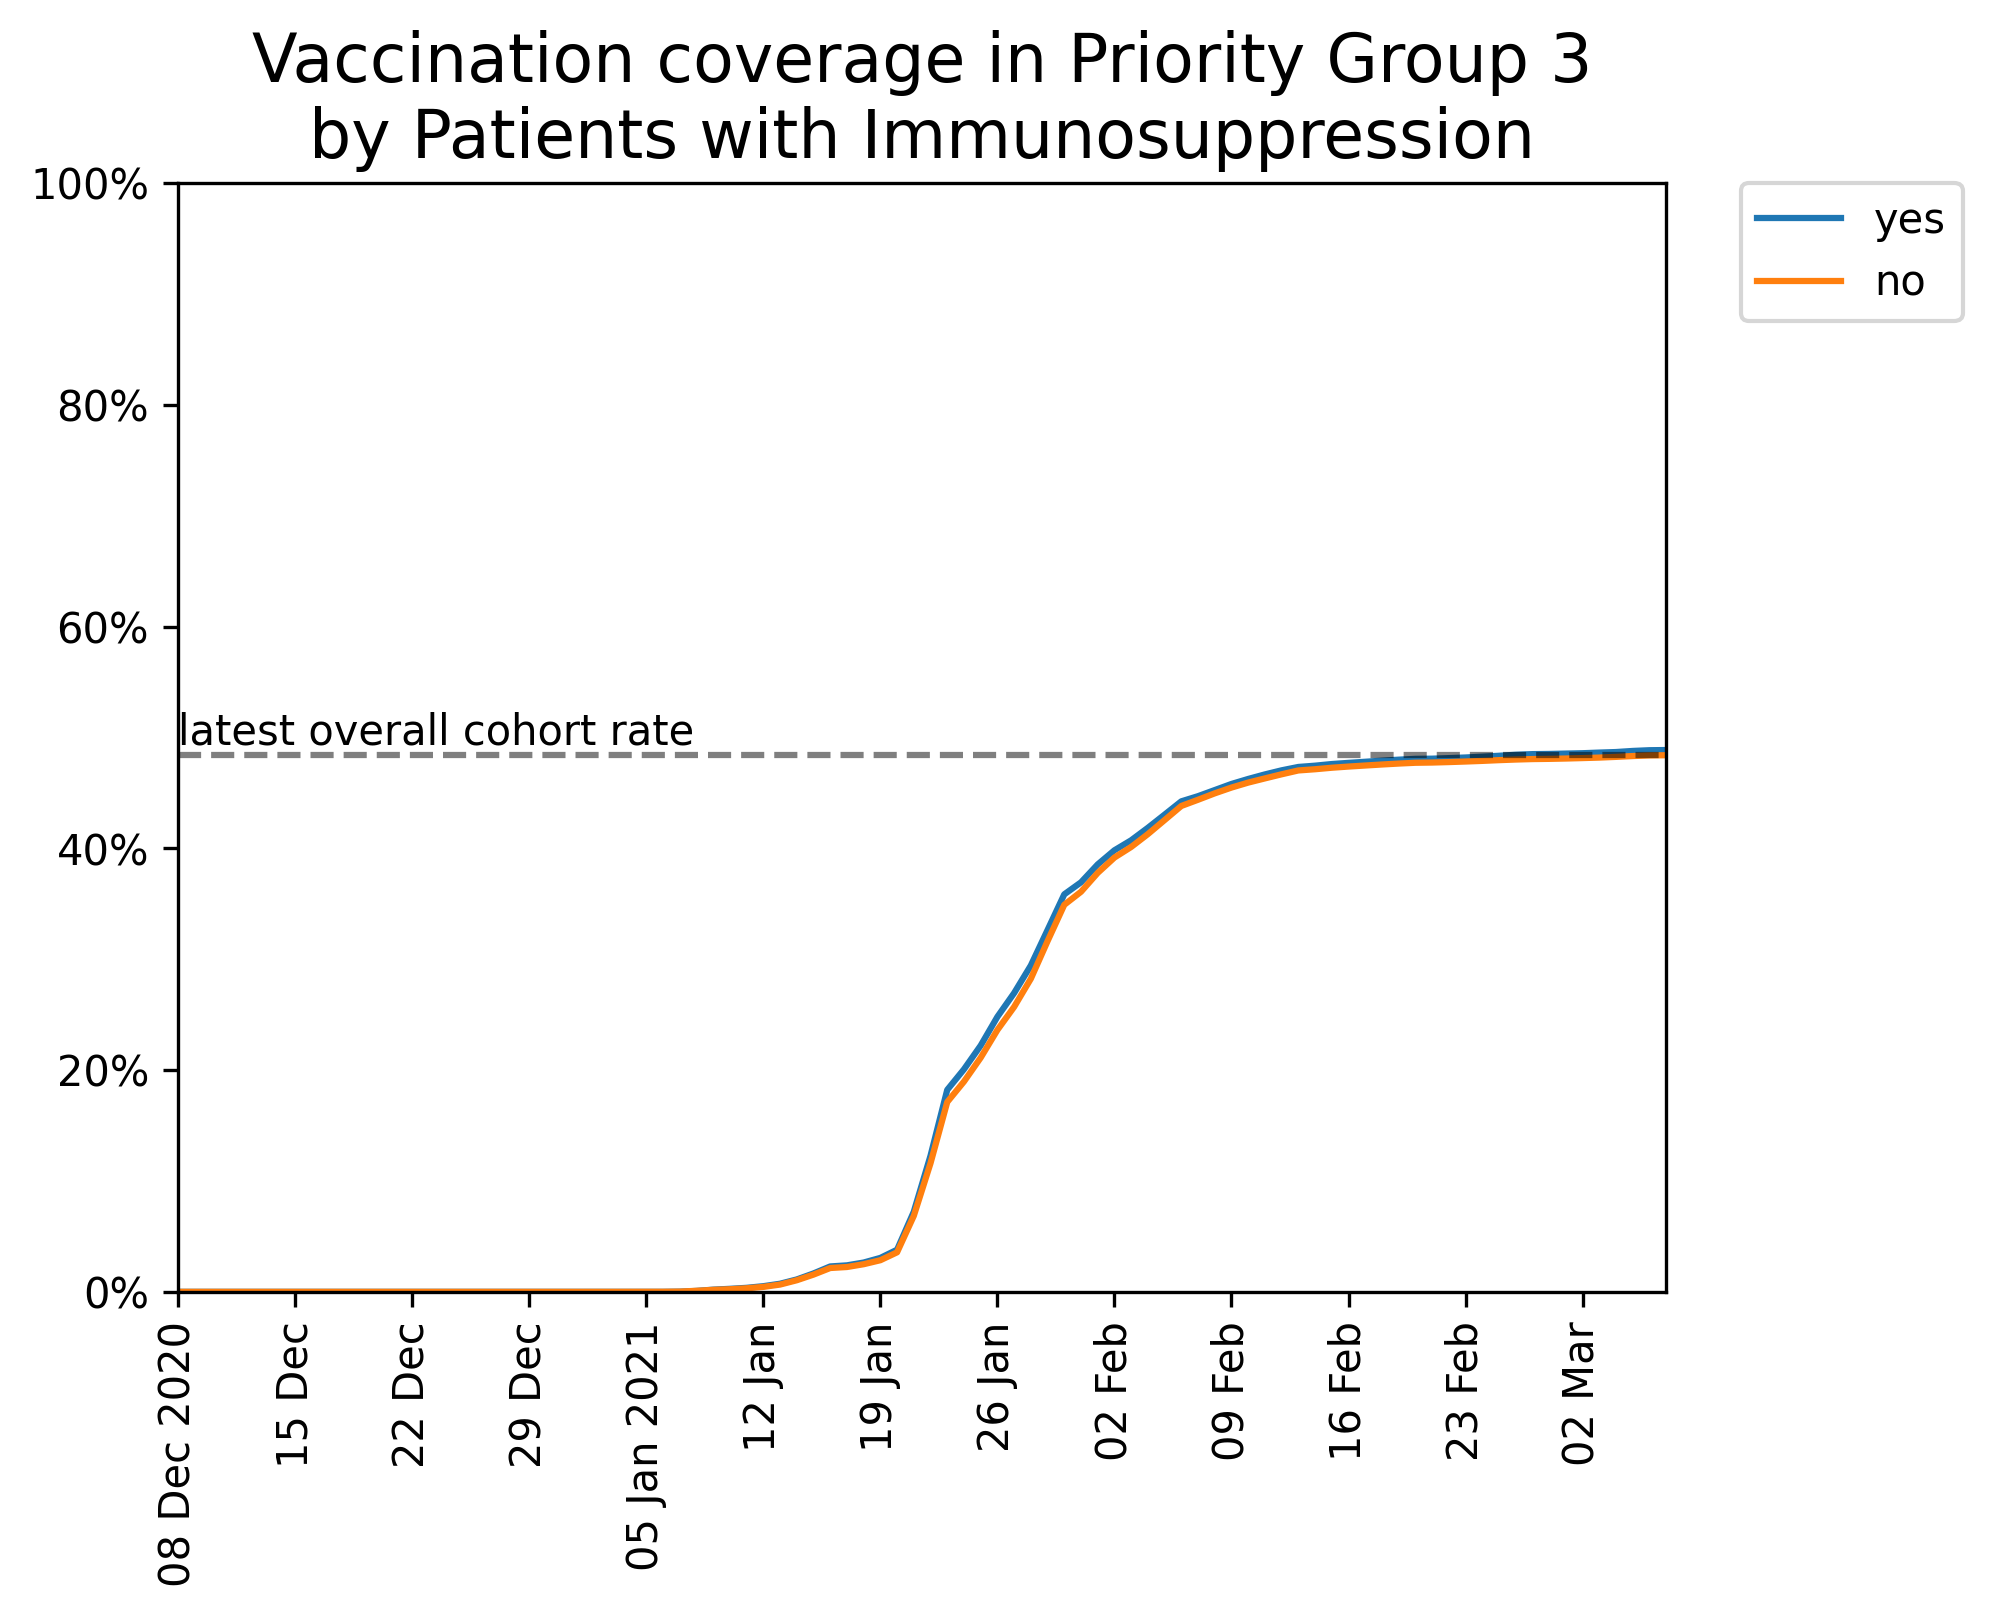 Vaccination coverage in Priority Group 3
by Patients with Immunosuppression
100%
80%
60%
40%
20%
0%
latest overall cohort rate
yes
no
08 Dec 2020
15 Dec
22 Dec
29 Dec
05 Jan 2021
12 Jan
19 Jan
26 Jan
02 Feb
09 Feb
16 Feb
23 Feb
02 Mar